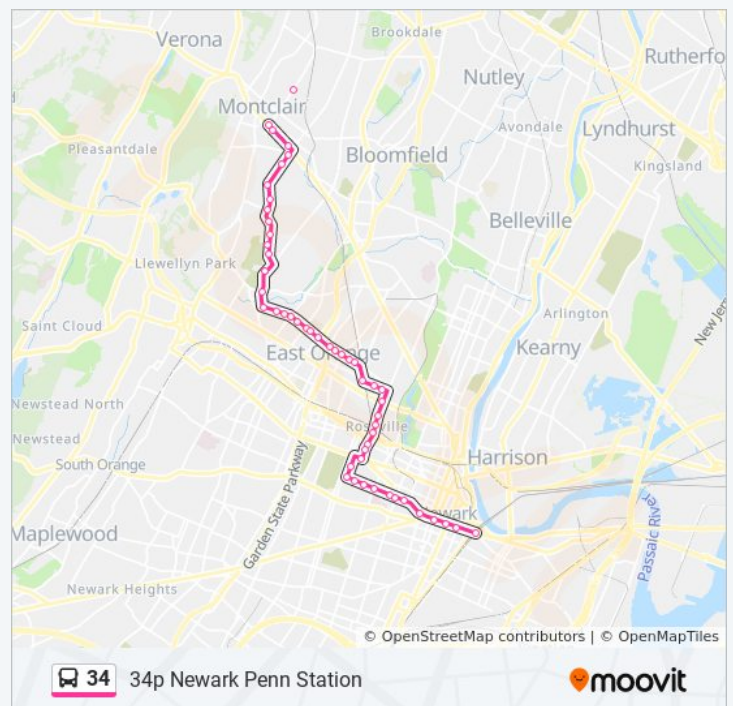 Verona
Brookdale
Rutherfo
Nutley
Montclair
Avondale
Lyndhurst
Pleasantdale
Bloomfield
Kingsland
Belleville
Llewellyn Park
Arlington
New Jer
Saint Cloud
East Orange
Kearny
Newstead North
Newstead
Roseville
South Orange
Harrison
Garden State Parkway
Newark
Maplewood
Passaic River
Newark Heights
© OpenStreetMap contributors | © OpenMapTiles
34 34p Newark Penn Station
moovit